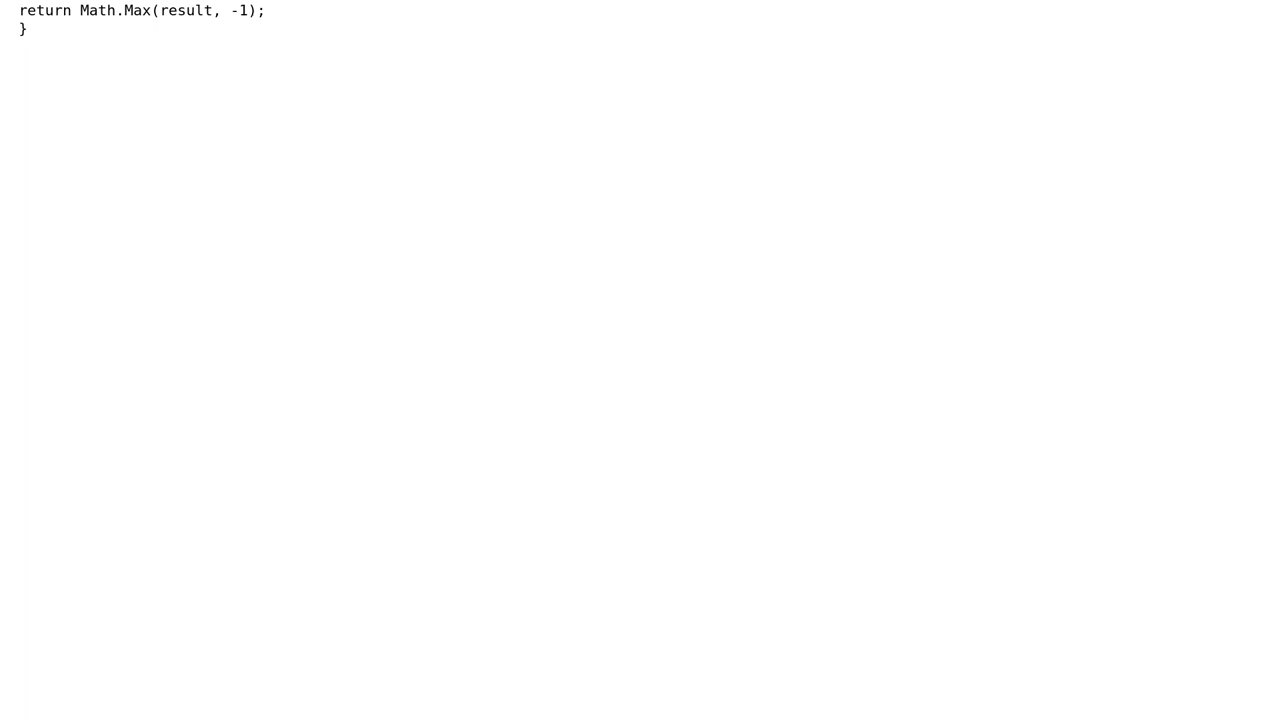 return Math.Max(result, -1);
}